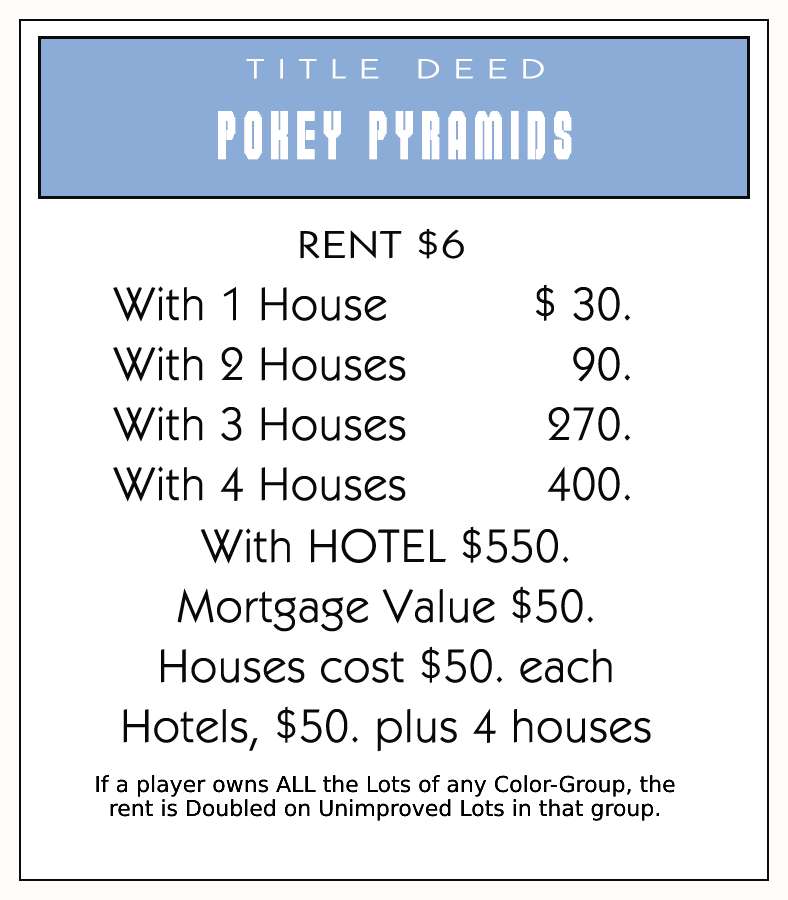 TITLE DEED
POKEY PYRAMIDS
RENT $6
With 1 House $ 30.
With 2 Houses 90.
With 3 Houses 270.
With 4 Houses 400.
With HOTEL $550.
Mortgage Value $50.
Houses cost $50. each
Hotels, $50. plus 4 houses
If a player owns ALL the Lots of any Color-Group, the
rent is Doubled on Unimproved Lots in that group.